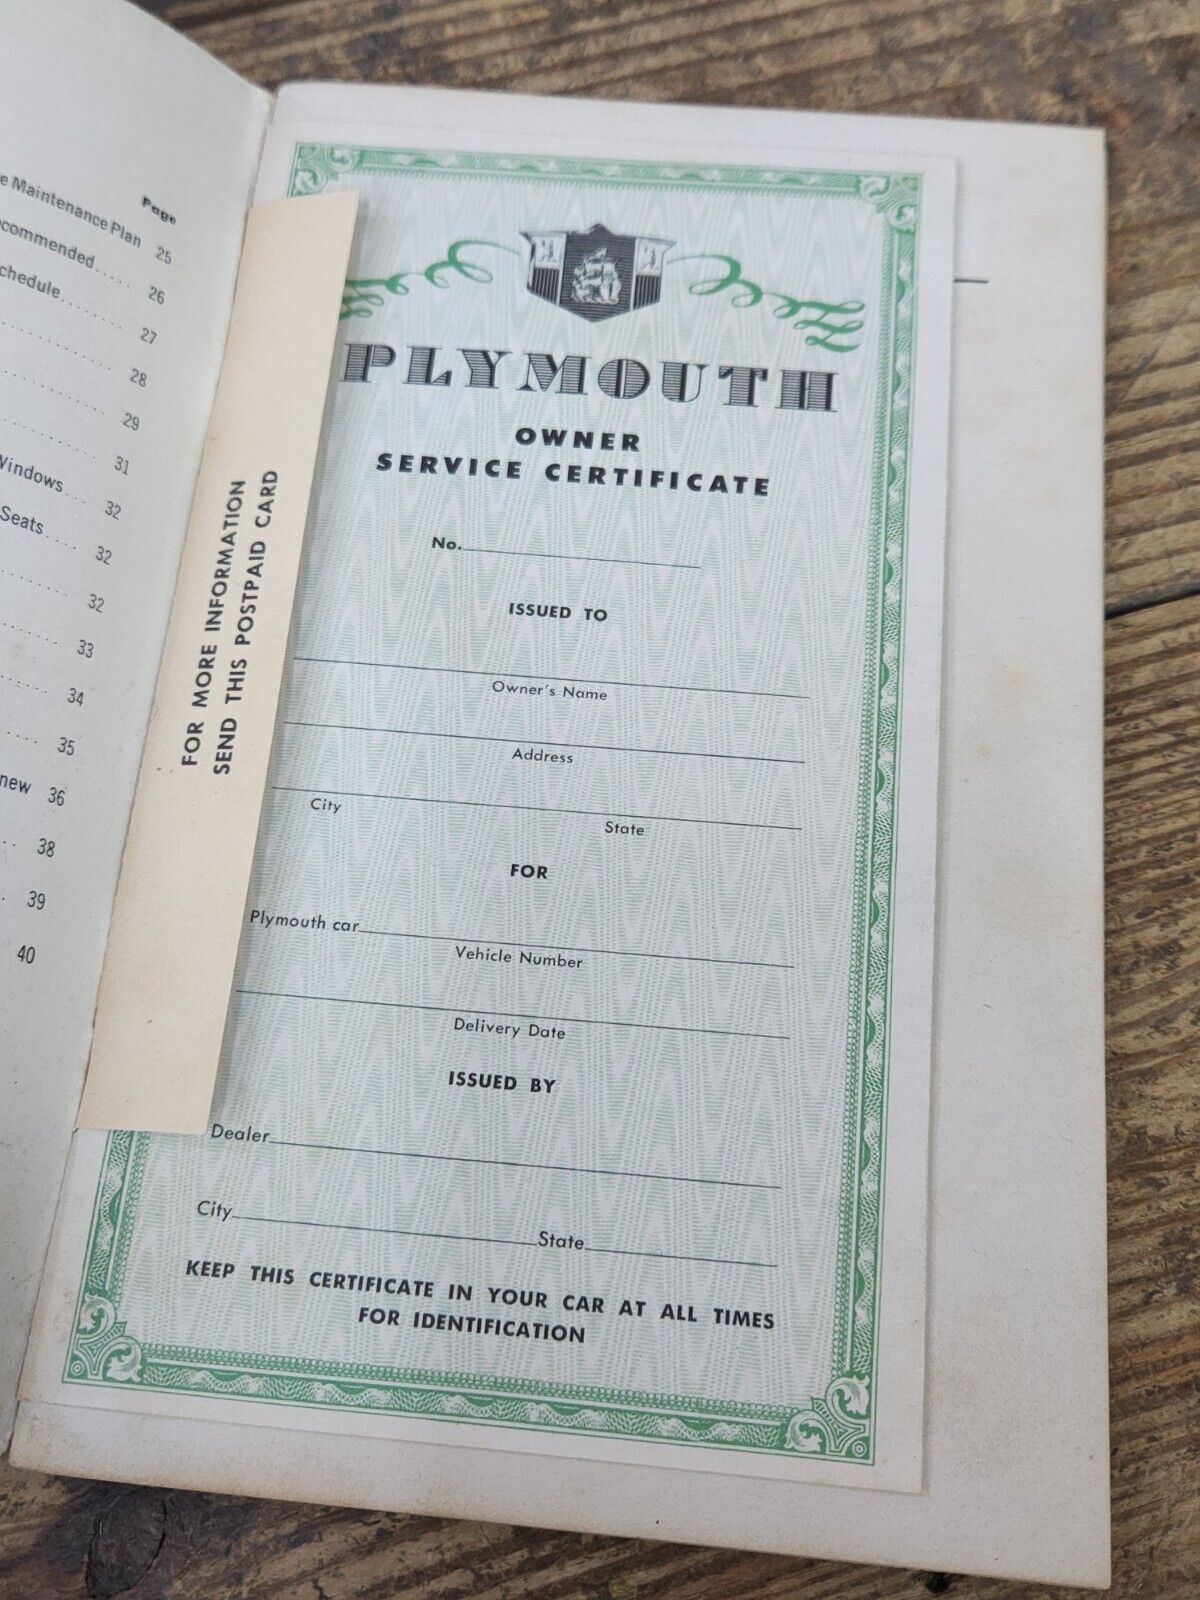 Page
e Maintenance Plan 25
commended..... 26
chedule........ 27
28
29
31
Windows... 32
Seats.... 32
32
33
34
35
new 36
38
39
40
FOR MORE INFORMATION
SEND THIS POSTPAID CARD
PLYMOUTH
OWNER
SERVICE CERTIFICATE
No.
ISSUED TO
Owner's Name
Address
City State
FOR
Plymouth car
Vehicle Number
Delivery Date
ISSUED BY
Dealer
City State
KEEP THIS CERTIFICATE IN YOUR CAR AT ALL TIMES
FOR IDENTIFICATION